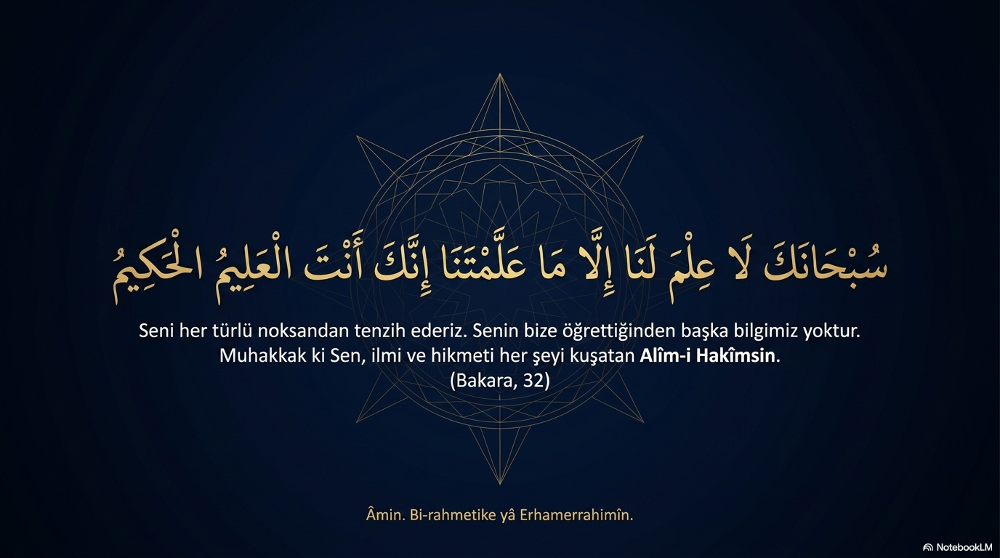 سُبْحَانَكَ لَا عِلْمَ لَنَا إِلَّا مَا عَلَّمْتَنَا إِنَّكَ أَنْتَ الْعَلِيمُ الْحَكِيمُ
Seni her türlü noksandan tenzih ederiz. Senin bize öğrettiğinden başka bilgimiz yoktur.
Muhakkak ki Sen, ilmi ve hikmeti her şeyi kuşatan Alîm-i Hakîmsin.
(Bakara, 32)
Âmin. Bi-rahmetike yâ Erhamerrahimîn.
NotebookLM